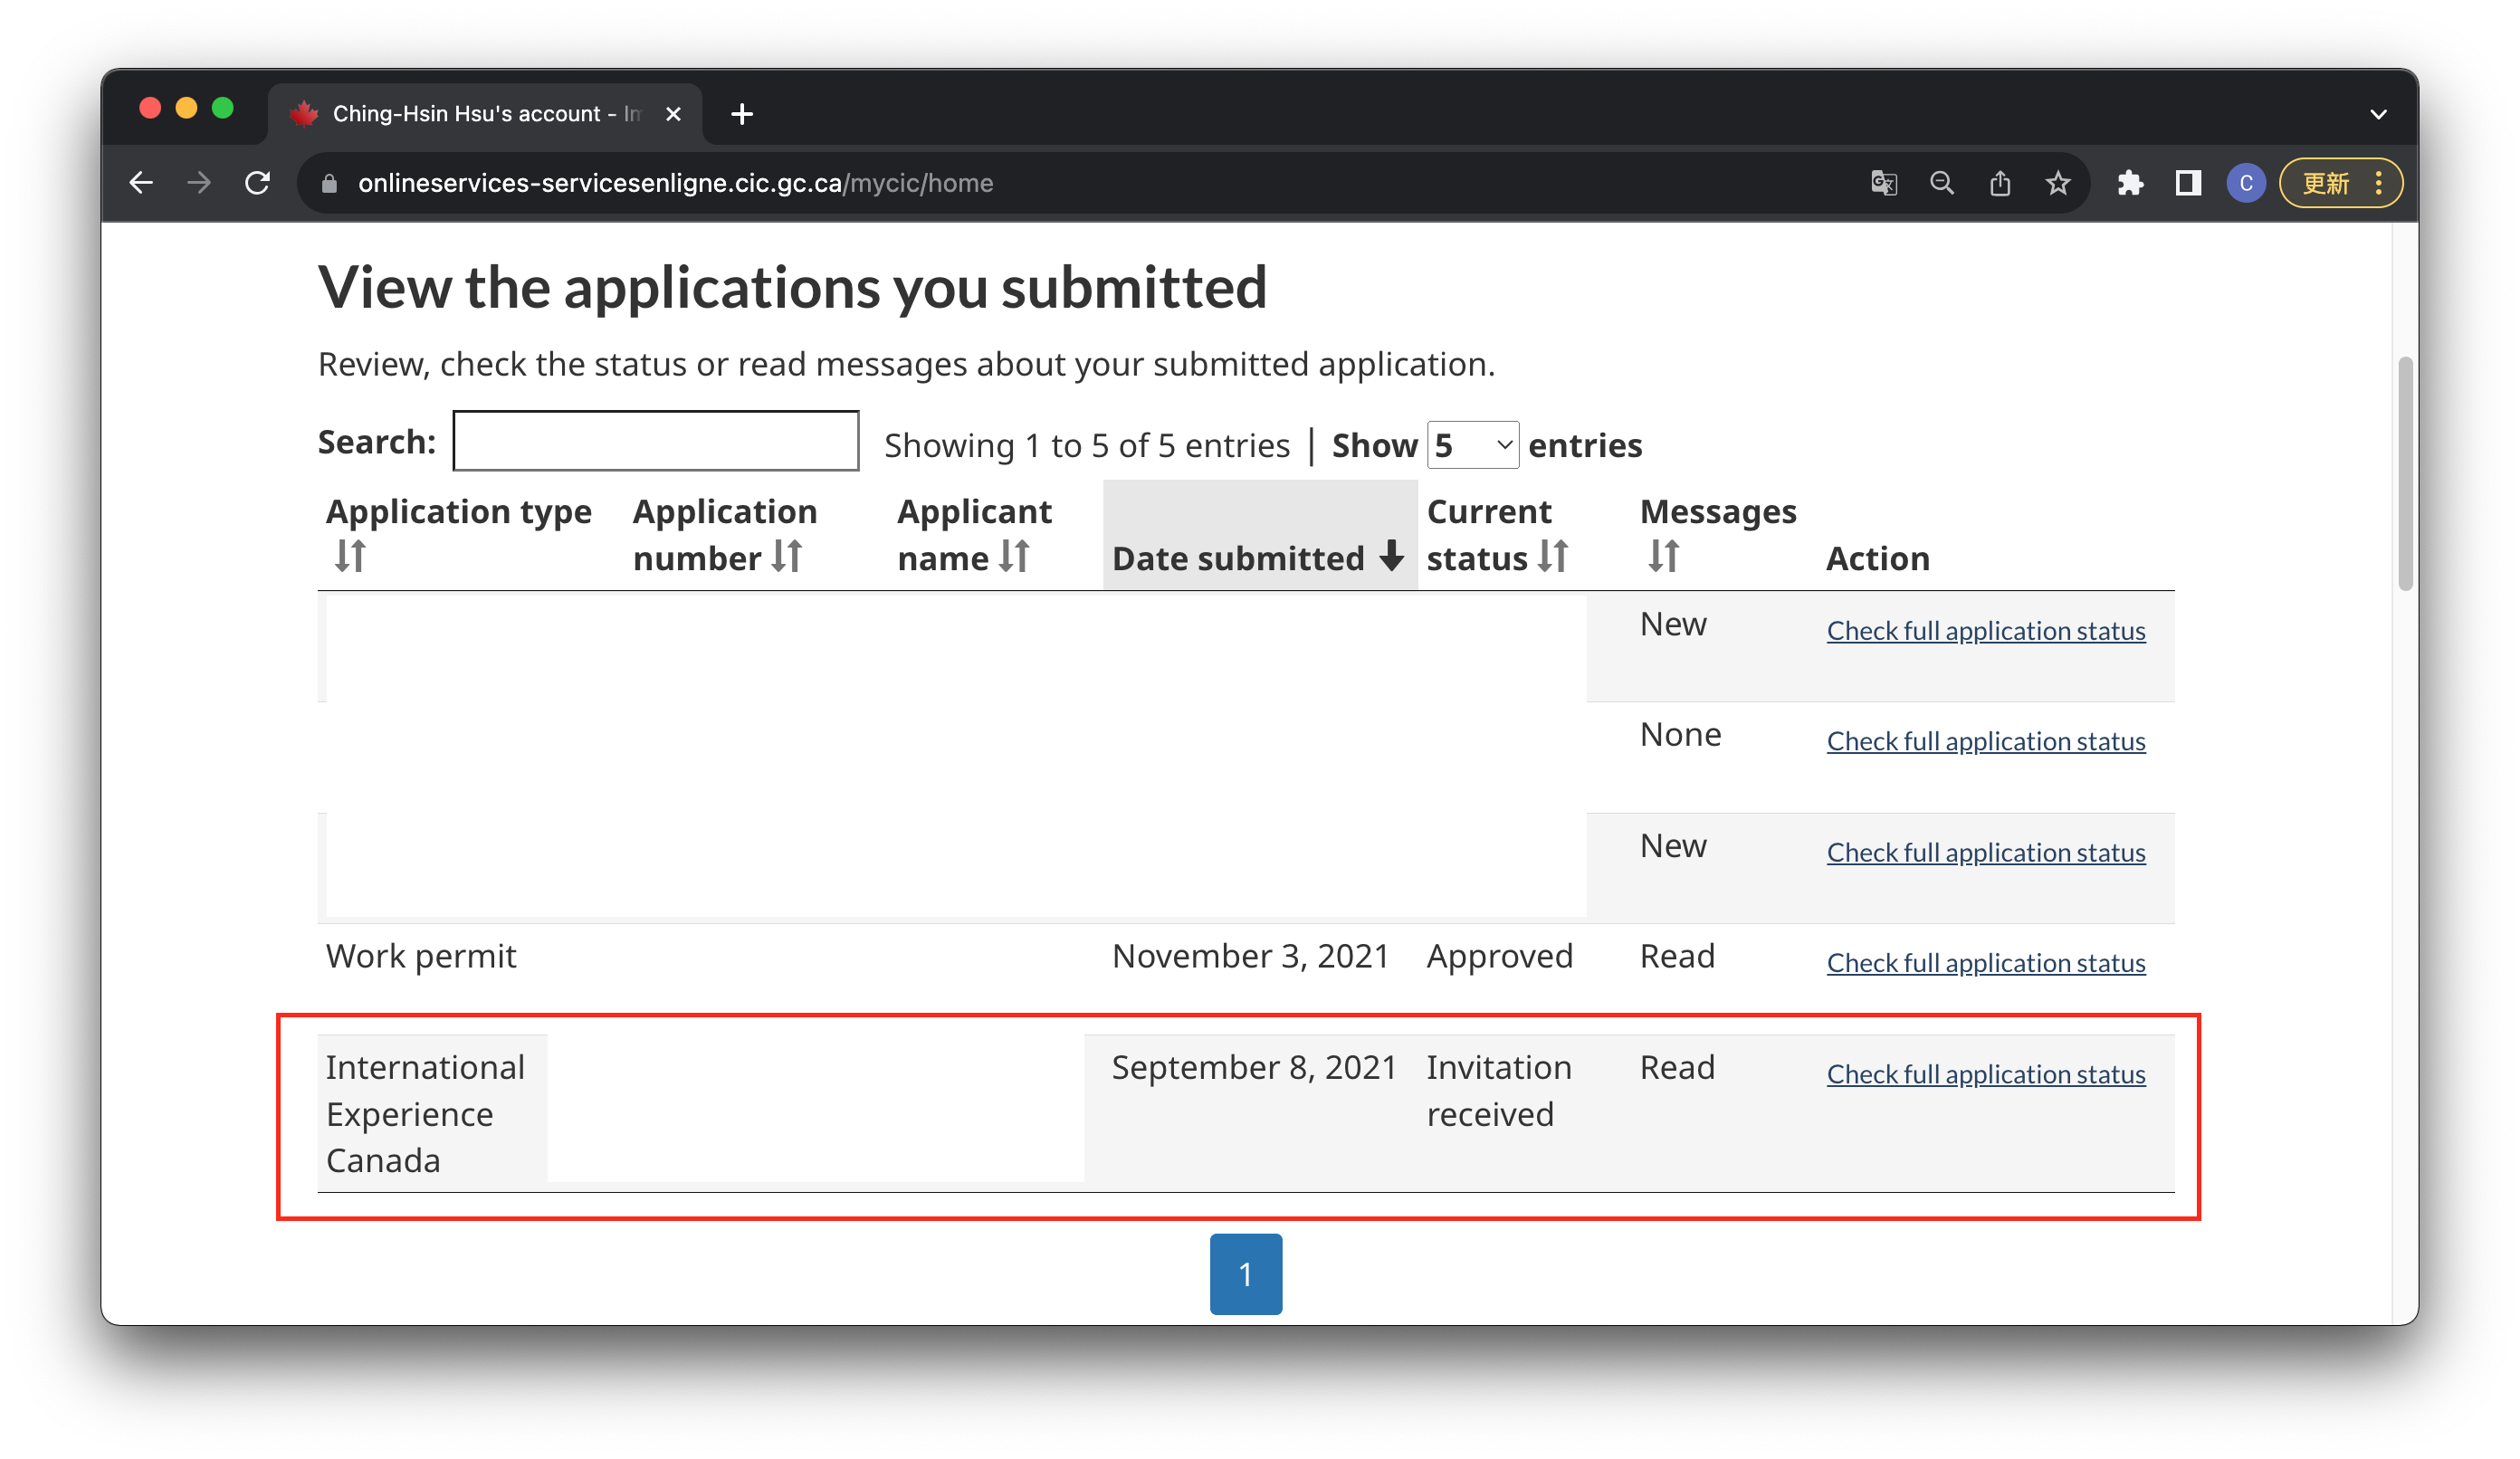 Ching-Hsin Hsu's account - Im
onlineservices-servicesenligne.cic.gc.ca/mycic/home
C
更新
View the applications you submitted
Review, check the status or read messages about your submitted application.
Search: Showing 1 to 5 of 5 entries | Show 5 entries
Application type Application number Applicant name Date submitted Current status Messages Action
New Check full application status
None Check full application status
New Check full application status
Work permit November 3, 2021 Approved Read Check full application status
International September 8, 2021 Invitation Read Check full application status
Experience received
Canada
1